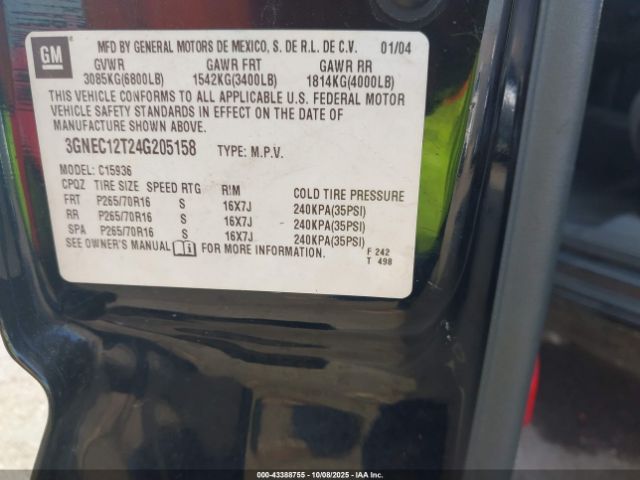 GM MFD BY GENERAL MOTORS DE MEXICO, S. DE R.L. DE C.V. 01/04
GVWR GAWR FRT GAWR RR
3085KG(6800LB) 1542KG(3400LB) 1814KG(4000LB)
THIS VEHICLE CONFORMS TO ALL APPLICABLE U.S. FEDERAL MOTOR
VEHICLE SAFETY STANDARDS IN EFFECT ON THE DATE OF
MANUFACTURE SHOWN ABOVE.
3GNEC12T24G205158 TYPE: M.P.V.
MODEL: C15936
CPQZ TIRE SIZE SPEED RTG RIM COLD TIRE PRESSURE
FRT P265/70R16 S 16X7J 240KPA(35PSI)
RR P265/70R16 S 16X7J 240KPA(35PSI)
SPA P265/70R16 S 16X7J 240KPA(35PSI)
SEE OWNER'S MANUAL FOR MORE INFORMATION.
F 242
T 498
000-43388755 - 10/08/2025 - IAA Inc.